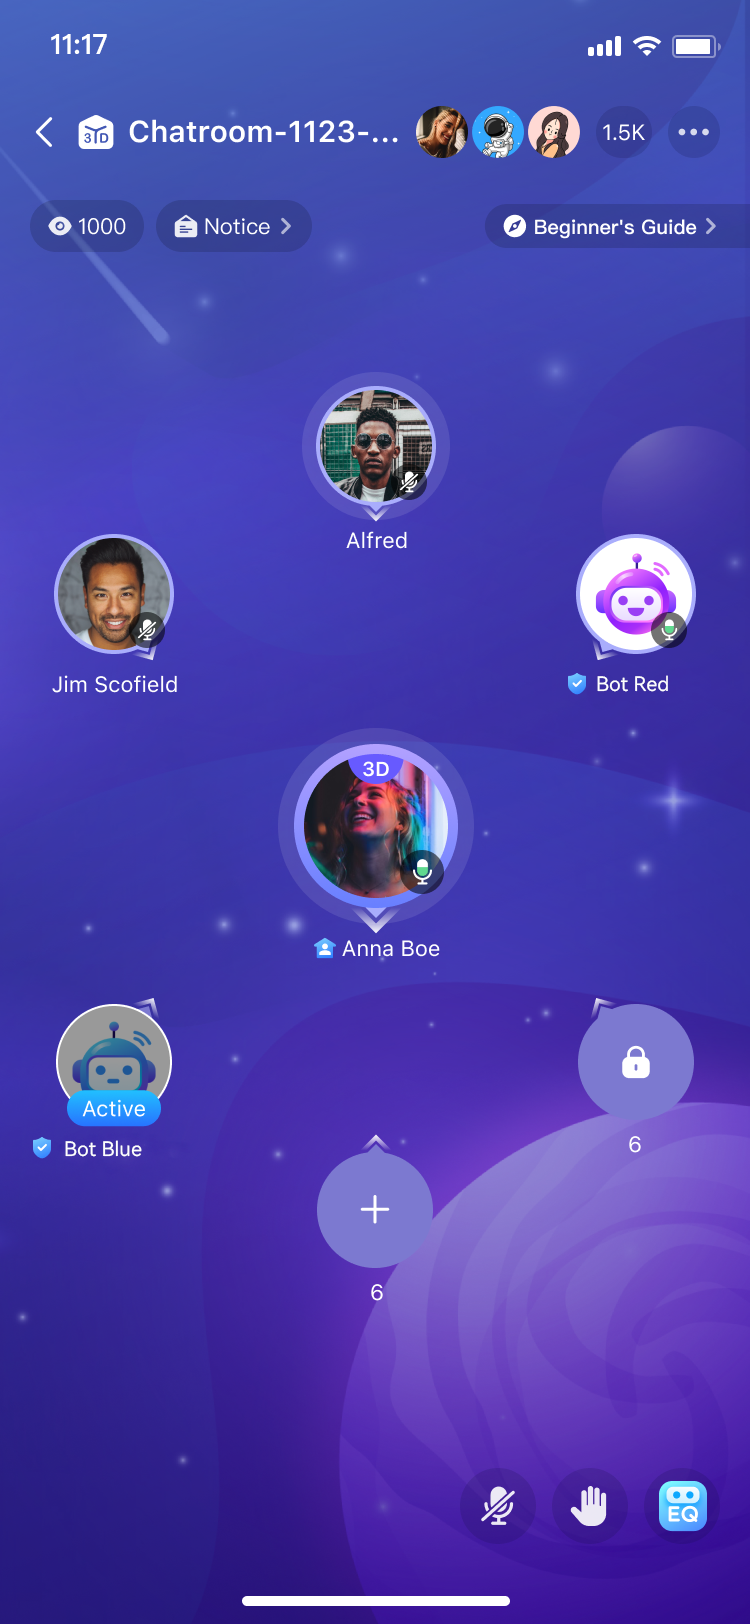 11:17
3D
Chatroom-1123-...
1.5K
1000
Notice
Beginner's Guide
Alfred
Jim Scofield
Bot Red
3D
Anna Boe
Active
Bot Blue
6
6
EQ